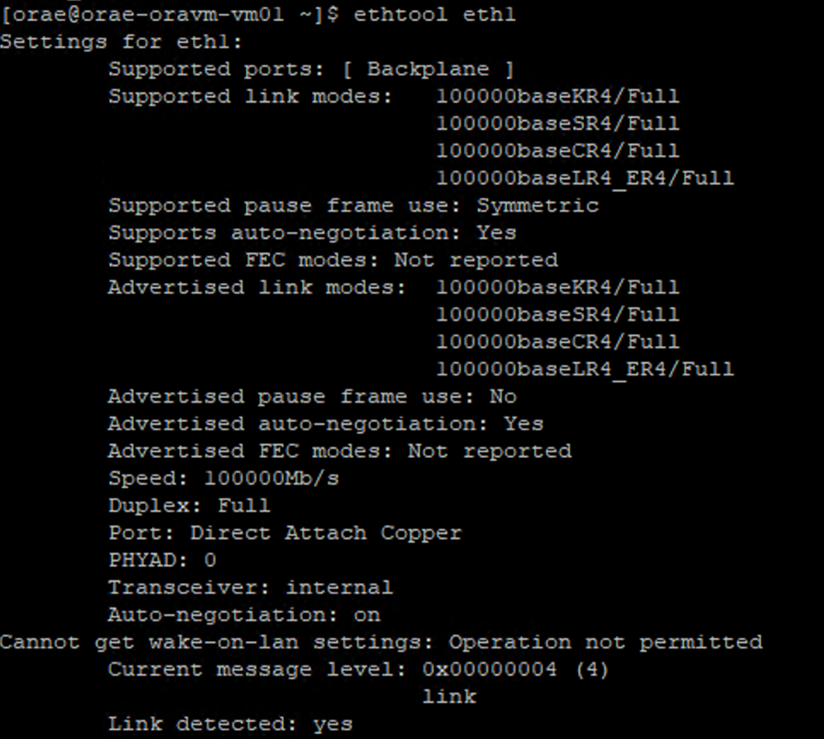 [orae@orae-oravm-vm01 ~]$ ethtool eth1
Settings for eth1:
Supported ports: [ Backplane ]
Supported link modes: 100000baseKR4/Full
100000baseSR4/Full
100000baseCR4/Full
100000baseLR4_ER4/Full
Supported pause frame use: Symmetric
Supports auto-negotiation: Yes
Supported FEC modes: Not reported
Advertised link modes: 100000baseKR4/Full
100000baseSR4/Full
100000baseCR4/Full
100000baseLR4_ER4/Full
Advertised pause frame use: No
Advertised auto-negotiation: Yes
Advertised FEC modes: Not reported
Speed: 100000Mb/s
Duplex: Full
Port: Direct Attach Copper
PHYAD: 0
Transceiver: internal
Auto-negotiation: on
Cannot get wake-on-lan settings: Operation not permitted
Current message level: 0x00000004 (4)
link
Link detected: yes